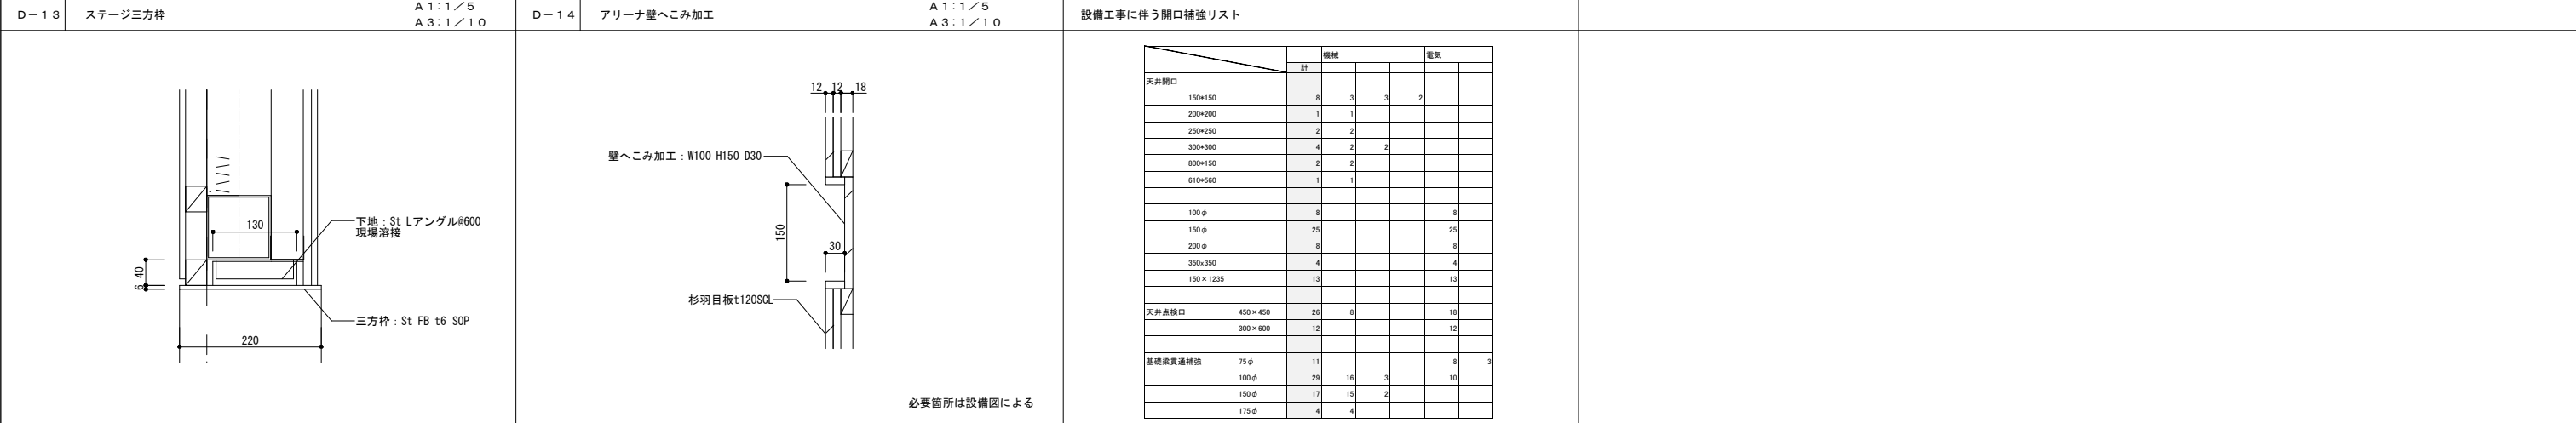 D－13 ステージ三方枠 A1:1／5
A3:1／10
130
下地：St Lアングル@600
現場溶接
40
6
三方枠：St FB t6 SOP
220
D－14 アリーナ壁へこみ加工 A1:1／5
A3:1／10
12 12 18
壁へこみ加工：W100 H150 D30
150
30
杉羽目板t120SCL
必要箇所は設備図による
設備工事に伴う開口補強リスト
機械 電気
計
天井開口
150*150 8 3 3 2
200*200 1 1
250*250 2 2
300*300 4 2 2
800*150 2 2
610*560 1 1
100φ 8 8
150φ 25 25
200φ 8 8
350x350 4 4
150×1235 13 13
天井点検口 450×450 26 8 18
300×600 12 12
基礎梁貫通補強 75φ 11 8 3
100φ 29 16 3 10
150φ 17 15 2
175φ 4 4